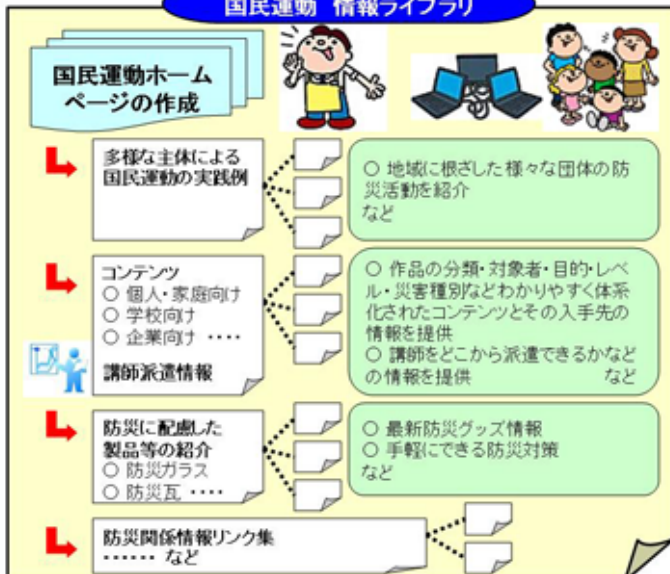 国民運動 情報ライブラリ
国民運動ホーム
ページの作成
多様な主体による
国民運動の実践例
○ 地域に根ざした様々な団体の防
災活動を紹介
など
コンテンツ
○ 個人・家庭向け
○ 学校向け
○ 企業向け ・・・・
講師派遣情報
○ 作品の分類・対象者・目的・レベ
ル・災害種別などわかりやすく体系
化されたコンテンツとその入手先の
情報を提供
○ 講師をどこから派遣できるかなど
の情報を提供 など
防災に配慮した
製品等の紹介
○ 防災ガラス
○ 防災瓦 ・・・・
○ 最新防災グッズ情報
○ 手軽にできる防災対策
など
防災関係情報リンク集
・・・・・・ など